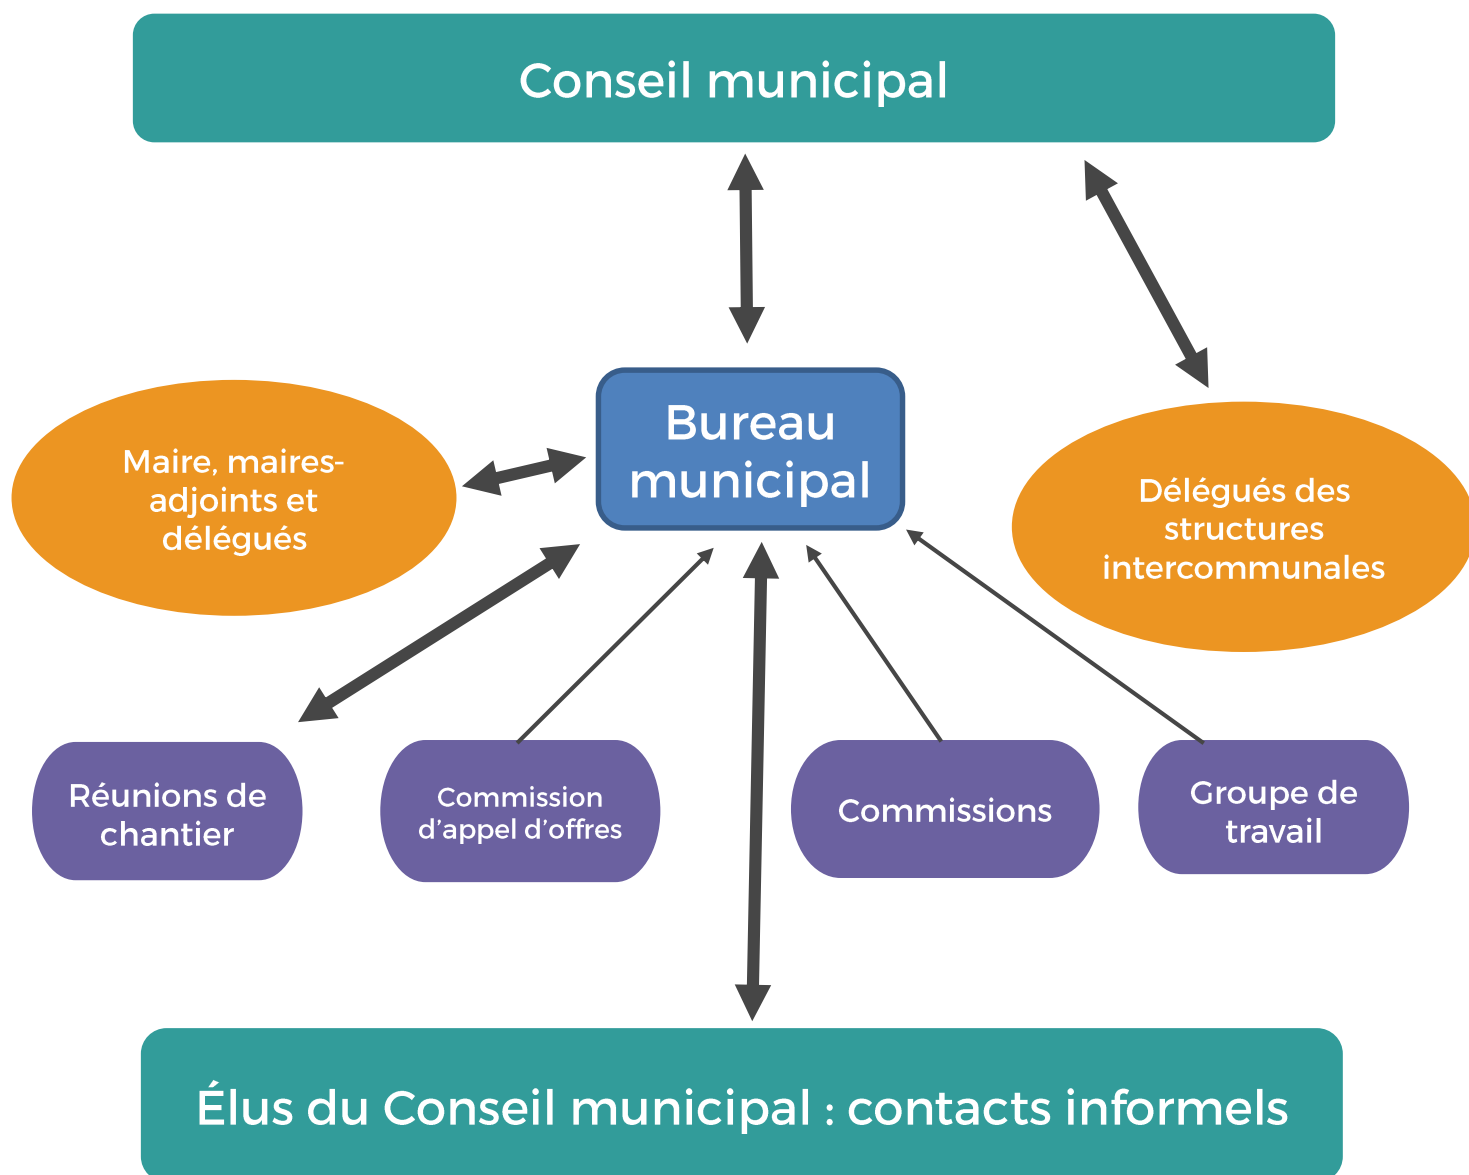 Conseil municipal
Bureau
municipal
Maire, maires-
adjoints et
délégués
Délégués des
structures
intercommunales
Réunions de
chantier
Commission
d’appel d’offres
Commissions
Groupe de
travail
Élus du Conseil municipal : contacts informels